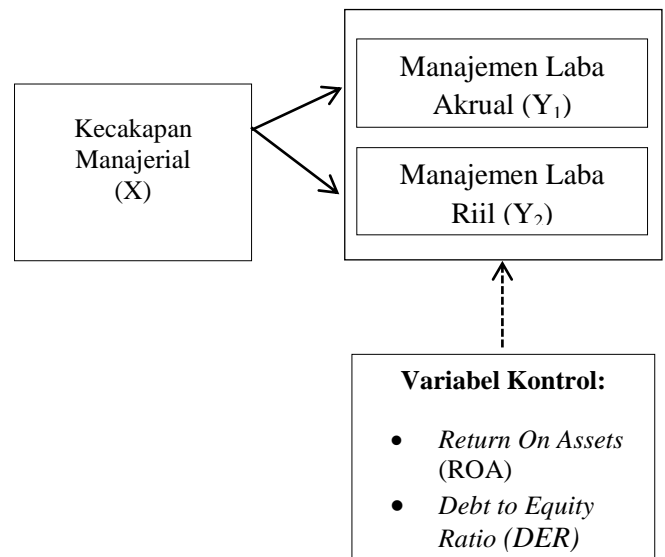 Kecakapan
Manajerial
(X)
Manajemen Laba
Akrual (Y₁)
Manajemen Laba
Riil (Y₂)
Variabel Kontrol:
• Return On Assets
(ROA)
• Debt to Equity
Ratio (DER)